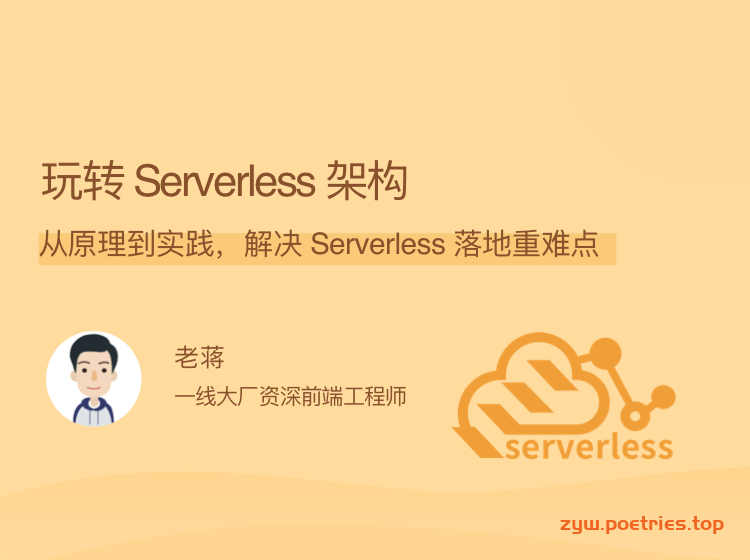 玩转 Serverless 架构
从原理到实践，解决 Serverless 落地重难点
老蒋
一线大厂资深前端工程师
serverless
zyw.poetries.top